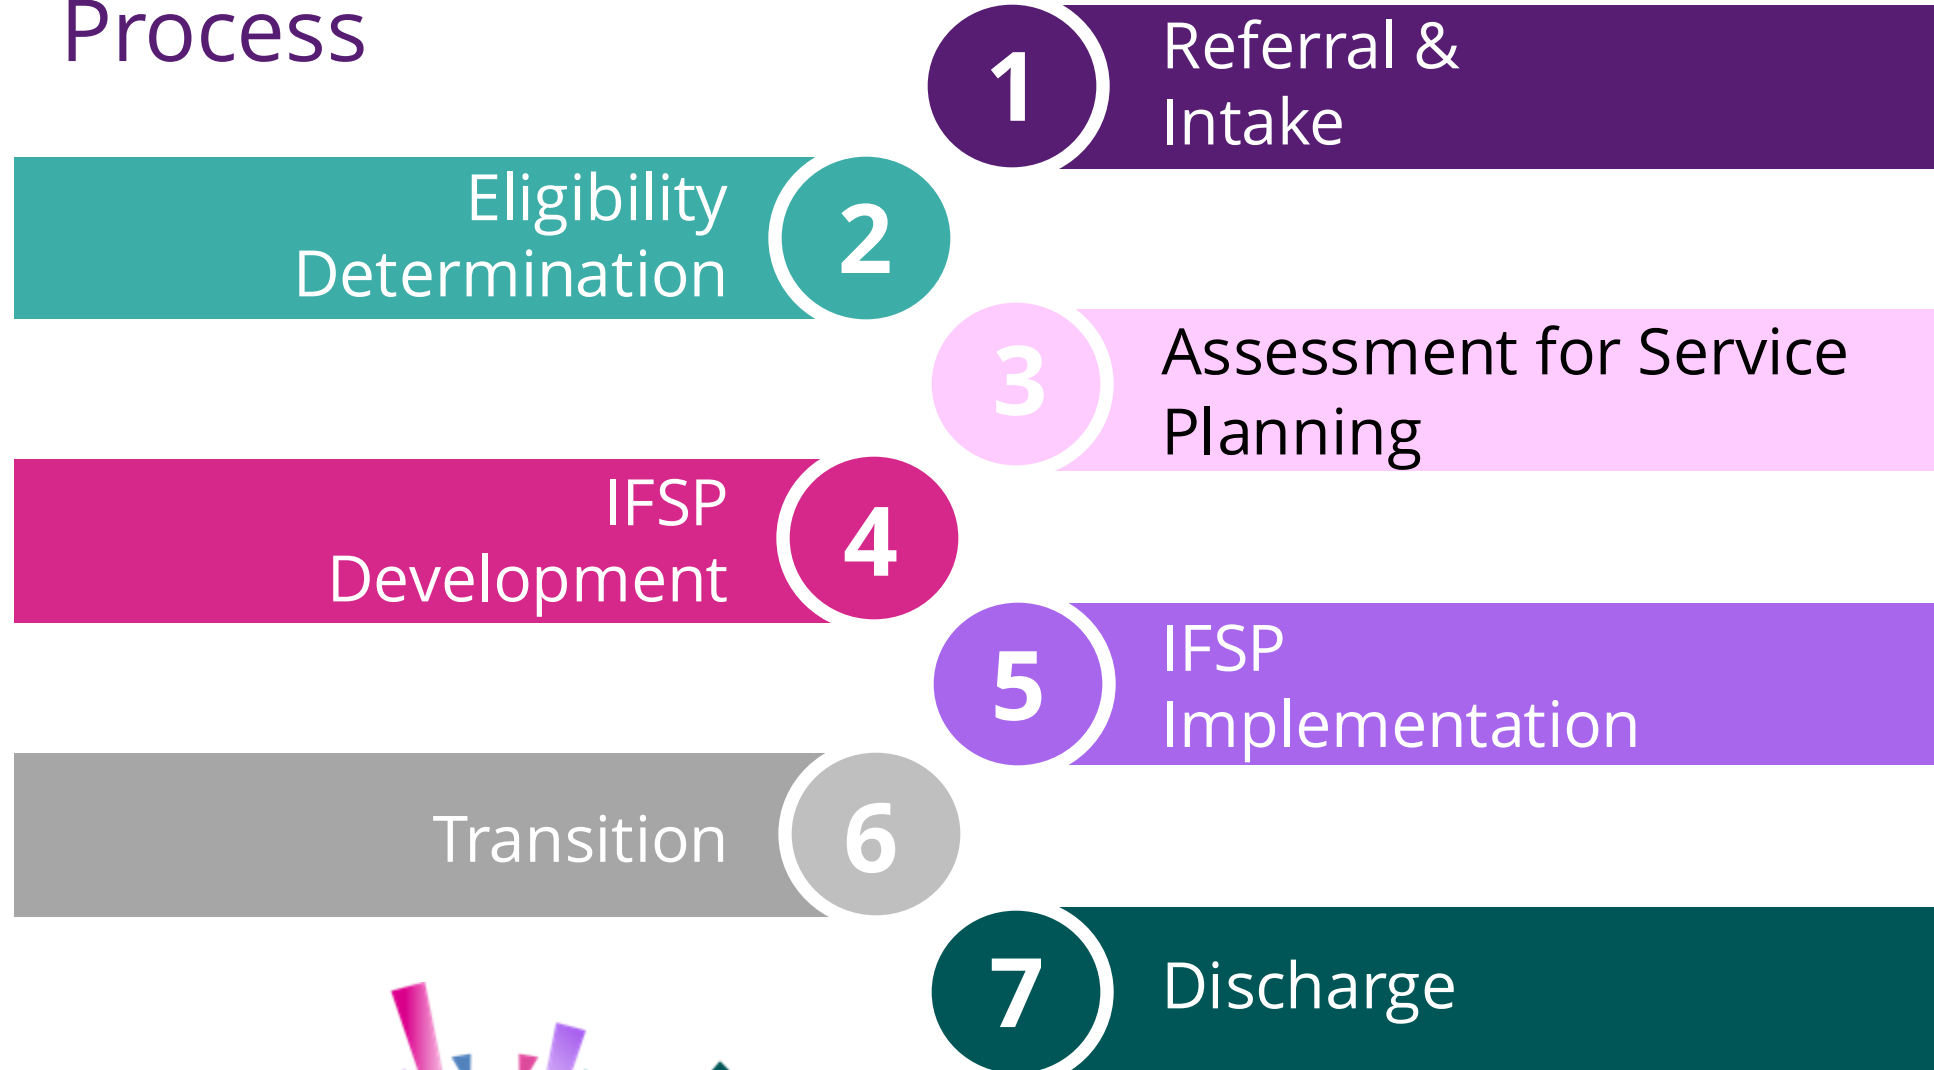 Process
1
Referral &
Intake
Eligibility
Determination
2
3
Assessment for Service
Planning
IFSP
Development
4
5
IFSP
Implementation
Transition
6
7
Discharge